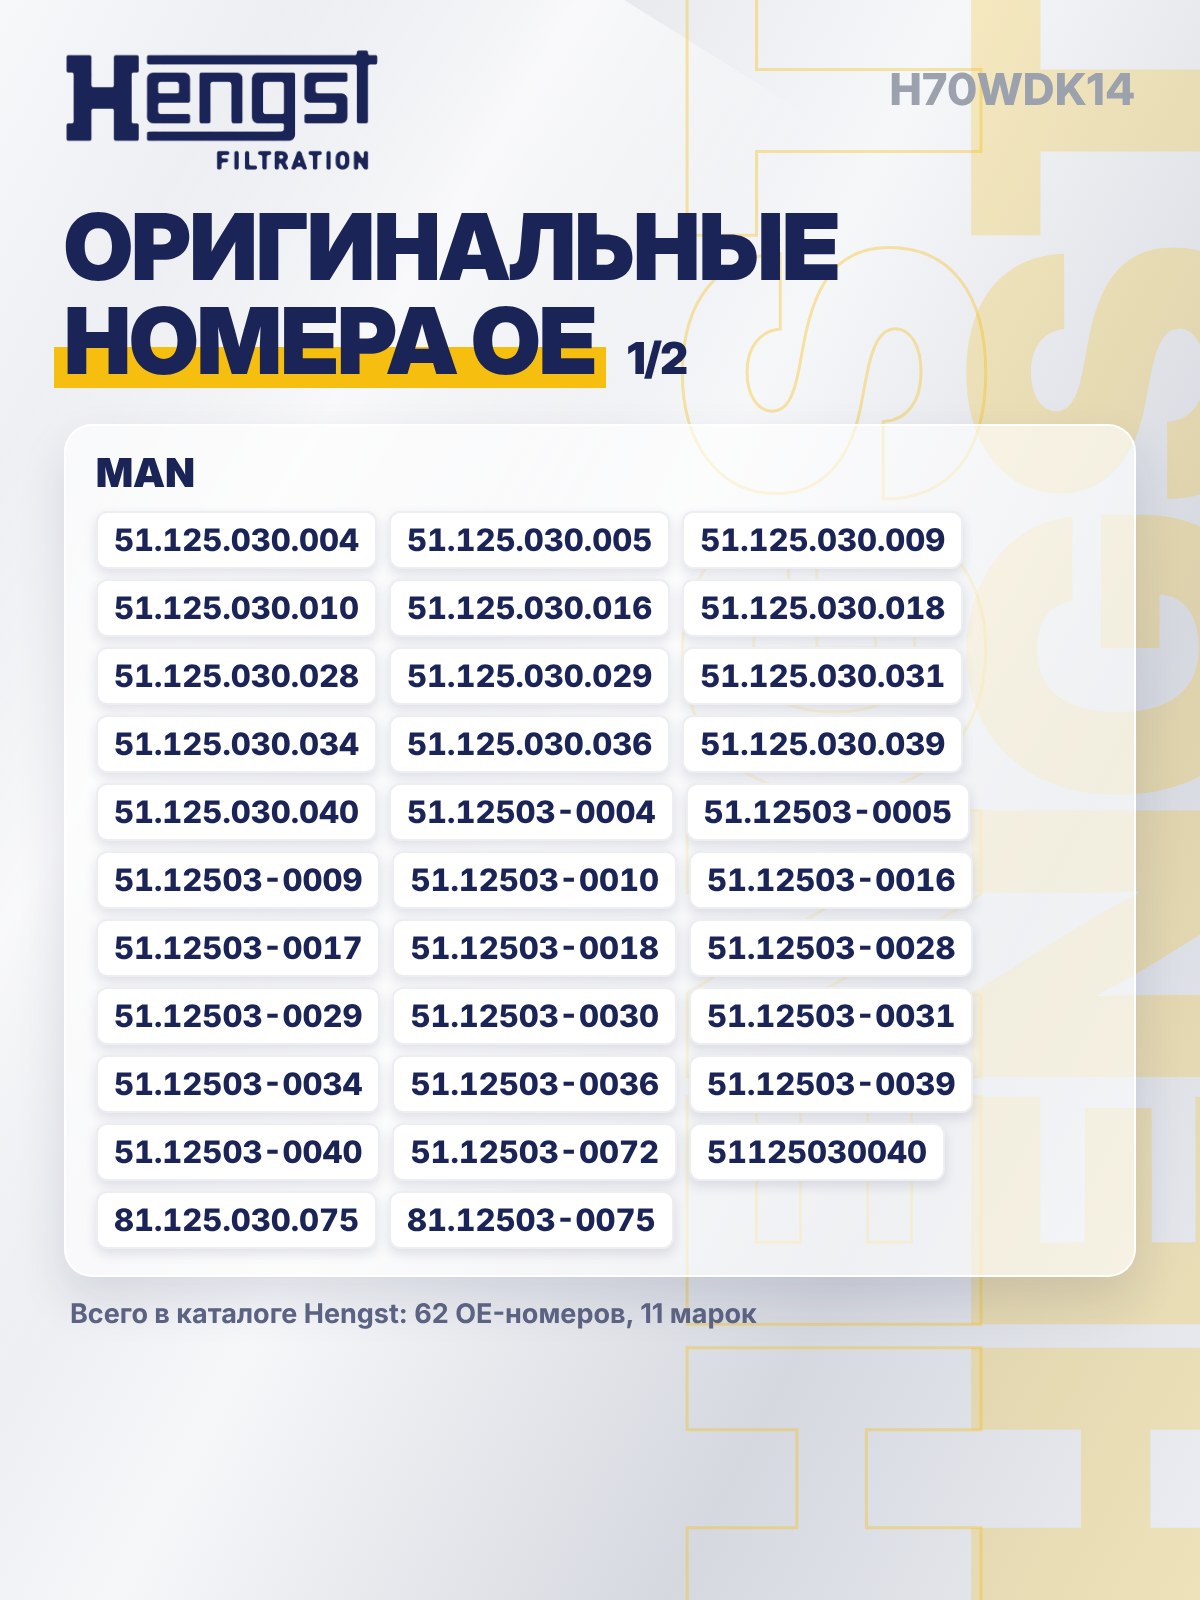 Hengst
FILTRATION
H70WDK14
ОРИГИНАЛЬНЫЕ
НОМЕРА OE 1/2
MAN
51.125.030.004 51.125.030.005 51.125.030.009
51.125.030.010 51.125.030.016 51.125.030.018
51.125.030.028 51.125.030.029 51.125.030.031
51.125.030.034 51.125.030.036 51.125.030.039
51.125.030.040 51.12503-0004 51.12503-0005
51.12503-0009 51.12503-0010 51.12503-0016
51.12503-0017 51.12503-0018 51.12503-0028
51.12503-0029 51.12503-0030 51.12503-0031
51.12503-0034 51.12503-0036 51.12503-0039
51.12503-0040 51.12503-0072 51125030040
81.125.030.075 81.12503-0075
Всего в каталоге Hengst: 62 OE-номеров, 11 марок
HENGST
HENGST